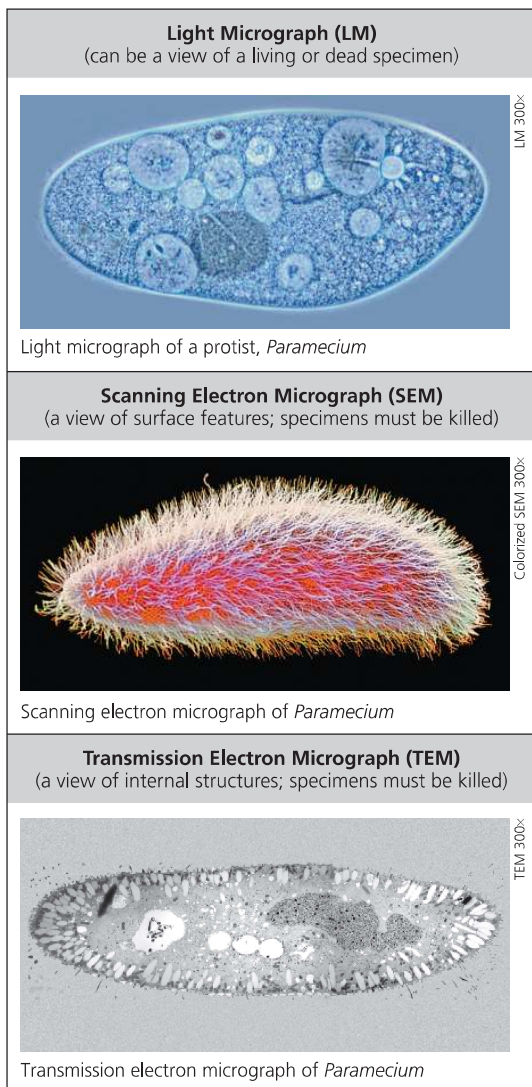 Light Micrograph (LM)
(can be a view of a living or dead specimen)
LM 300×
Light micrograph of a protist, Paramecium
Scanning Electron Micrograph (SEM)
(a view of surface features; specimens must be killed)
Colorized SEM 300×
Scanning electron micrograph of Paramecium
Transmission Electron Micrograph (TEM)
(a view of internal structures; specimens must be killed)
TEM 300×
Transmission electron micrograph of Paramecium